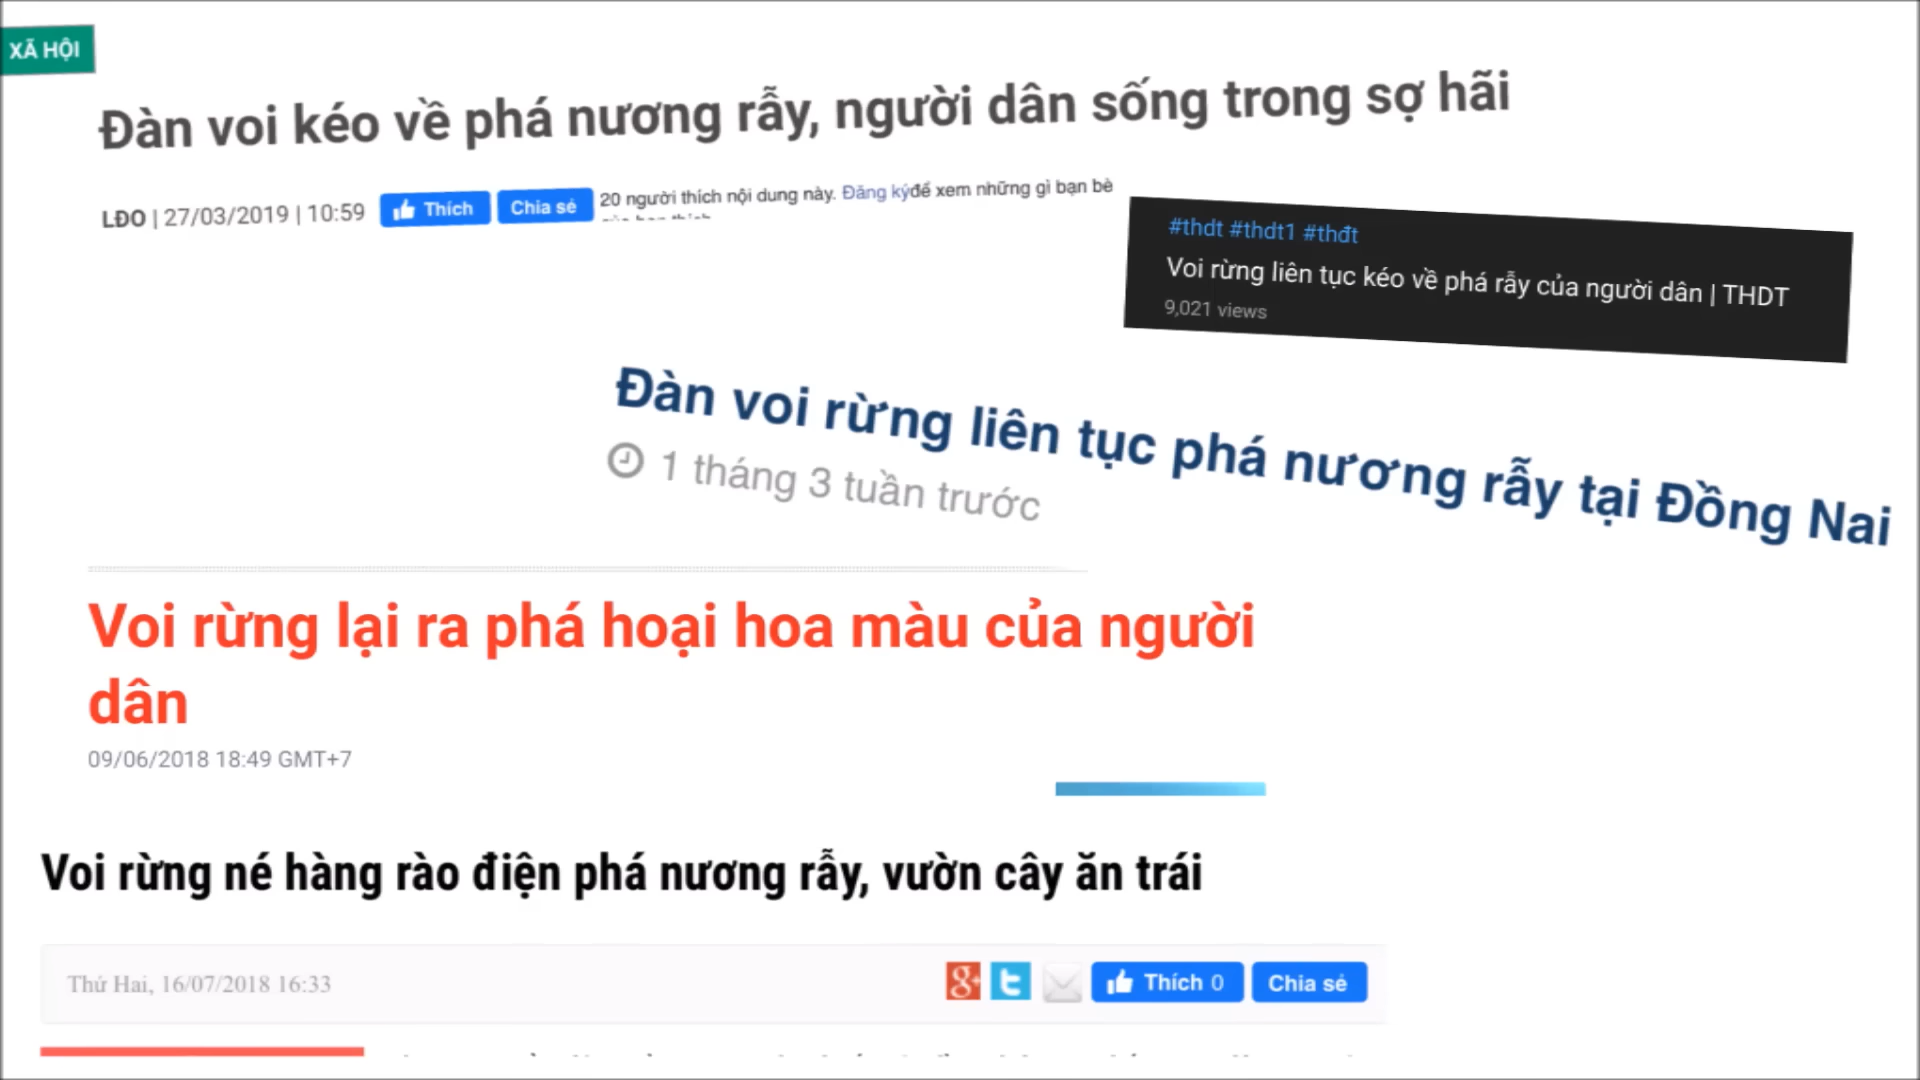 XÃ HỘI
Đàn voi kéo về phá nương rẫy, người dân sống trong sợ hãi
LĐO | 27/03/2019 | 10:59 Thích Chia sẻ 20 người thích nội dung này. Đăng kýđể xem những gì bạn bè
#thdt #thdt1 #thđt
Voi rừng liên tục kéo về phá rẫy của người dân | THDT
9,021 views
Đàn voi rừng liên tục phá nương rẫy tại Đồng Nai
1 tháng 3 tuần trước
Voi rừng lại ra phá hoại hoa màu của người
dân
09/06/2018 18:49 GMT+7
Voi rừng né hàng rào điện phá nương rẫy, vườn cây ăn trái
Thứ Hai, 16/07/2018 16:33 Thích 0 Chia sẻ